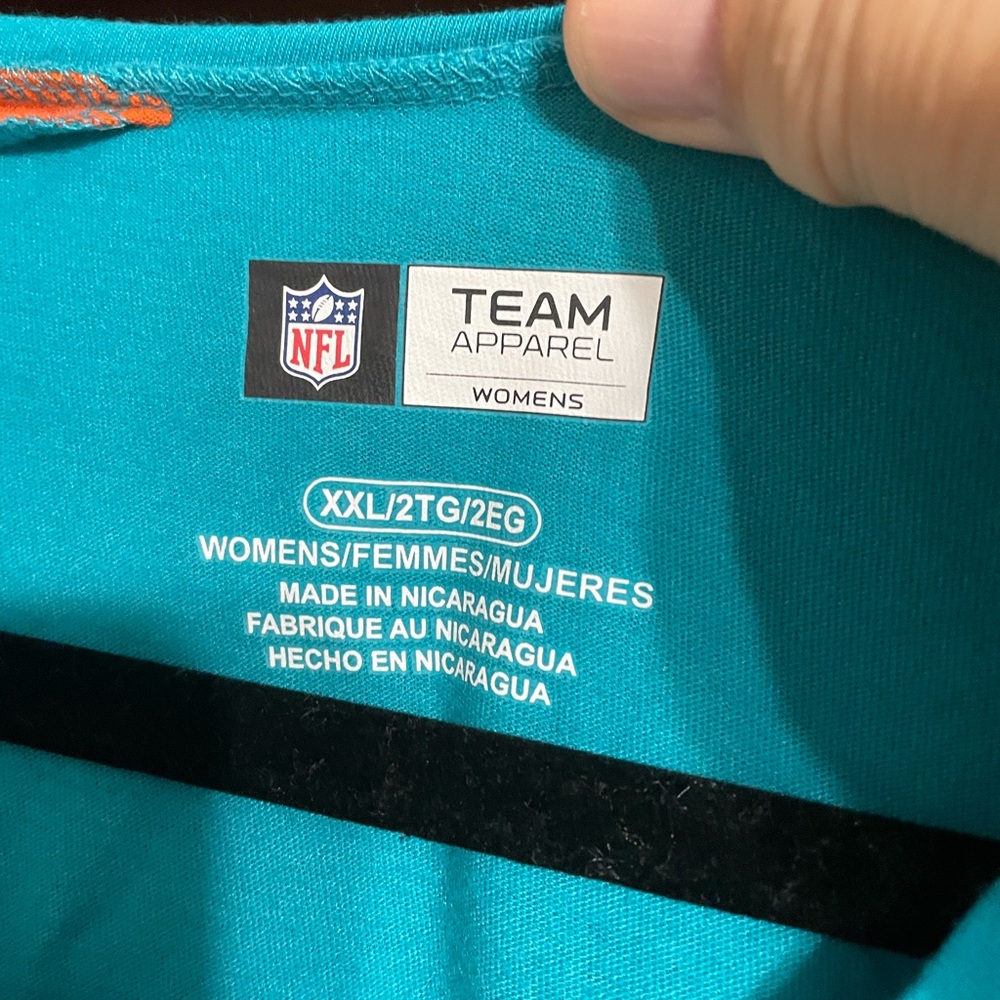 NFL
TEAM
APPAREL
WOMENS
XXL/2TG/2EG
WOMENS/FEMMES/MUJERES
MADE IN NICARAGUA
FABRIQUE AU NICARAGUA
HECHO EN NICARAGUA